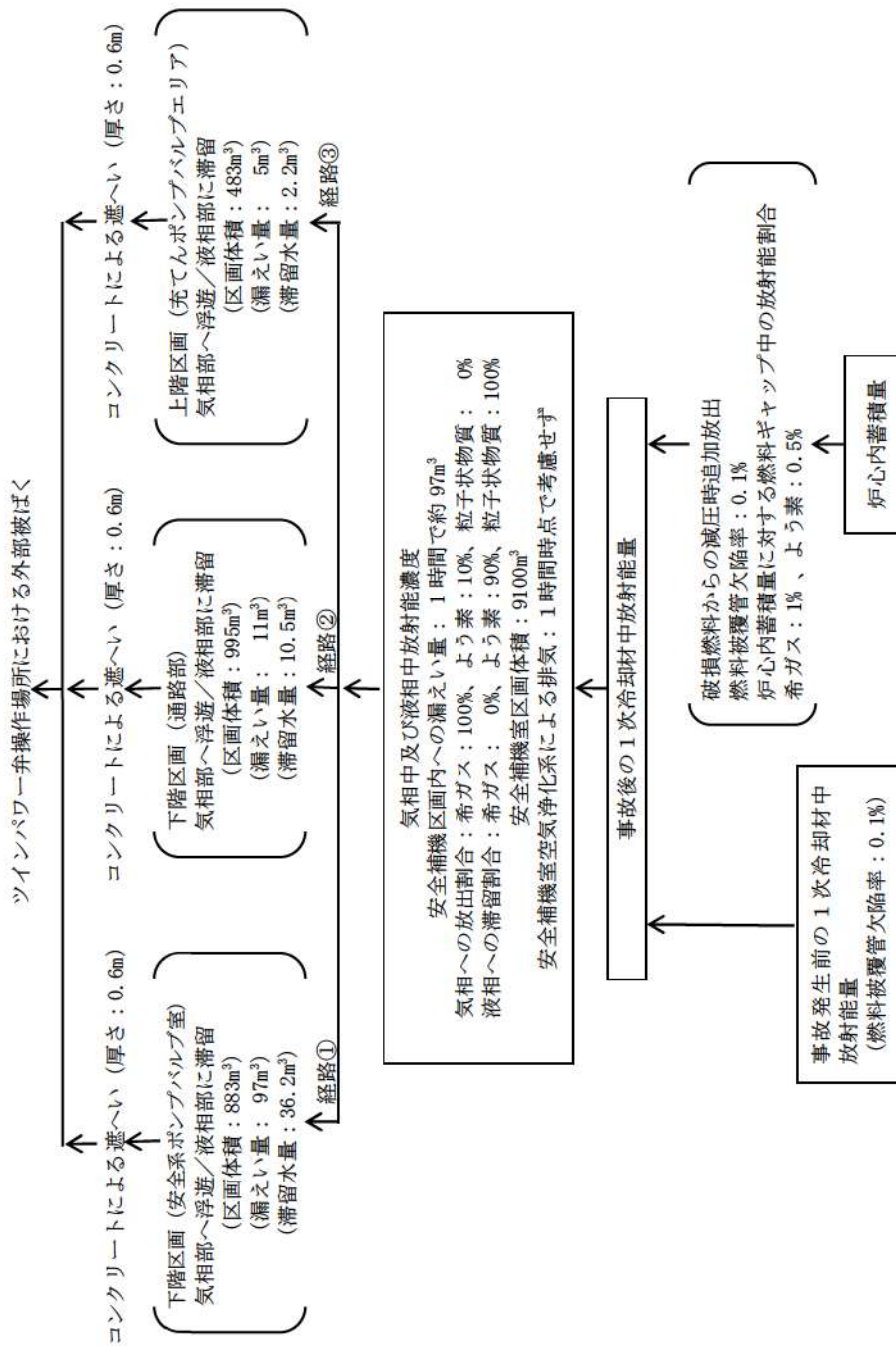 ツインパワー弁操作場所における外部被ばく
コンクリートによる遮へい (厚さ：0.6m)
コンクリートによる遮へい (厚さ：0.6m)
コンクリートによる遮へい (厚さ：0.6m)
下階区画 (安全系ポンプバルブ室)
気相部へ浮遊／液相部に滞留
(区画体積：883m³)
(漏えい量： 97m³)
(滞留水量：36.2m³)
下階区画 (通路部)
気相部へ浮遊／液相部に滞留
(区画体積：995m³)
(漏えい量： 11m³)
(滞留水量：10.5m³)
上階区画 (充てんポンプバルブエリア)
気相部へ浮遊／液相部に滞留
(区画体積：483m³)
(漏えい量： 5m³)
(滞留水量：2.2m³)
経路①
経路②
経路③
気相中及び液相中放射能濃度
安全補機区画内への漏えい量：1時間で約 97m³
気相への放出割合：希ガス：100%、よう素：10%、粒子状物質： 0%
液相への滞留割合：希ガス： 0%、よう素：90%、粒子状物質：100%
安全補機室区画体積：9100m³
安全補機室空気浄化系による排気：1時間時点で考慮せず
事故後の1次冷却材中放射能量
事故発生前の1次冷却材中
放射能量
(燃料被覆管欠陥率：0.1%)
破損燃料からの減圧時追加放出
燃料被覆管欠陥率：0.1%
炉心内蓄積量に対する燃料ギャップ中の放射能割合
希ガス：1%、よう素：0.5%
炉心内蓄積量